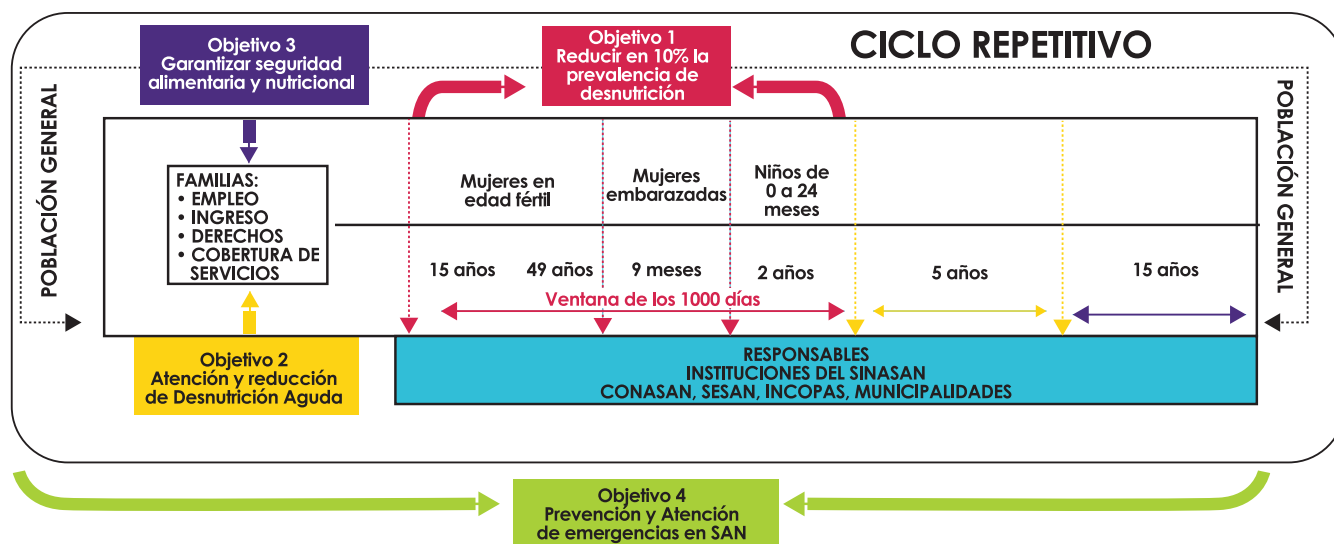 CICLO REPETITIVO
Objetivo 3
Garantizar seguridad
alimentaria y nutricional
Objetivo 1
Reducir en 10% la
prevalencia de
desnutrición
POBLACIÓN GENERAL
POBLACIÓN GENERAL
FAMILIAS:
• EMPLEO
• INGRESO
• DERECHOS
• COBERTURA DE
SERVICIOS
Mujeres en
edad fértil
Mujeres
embarazadas
Niños de
0 a 24
meses
15 años
49 años
9 meses
2 años
5 años
15 años
Ventana de los 1000 días
Objetivo 2
Atención y reducción
de Desnutrición Aguda
RESPONSABLES
INSTITUCIONES DEL SINASAN
CONASAN, SESAN, INCOPAS, MUNICIPALIDADES
Objetivo 4
Prevención y Atención
de emergencias en SAN